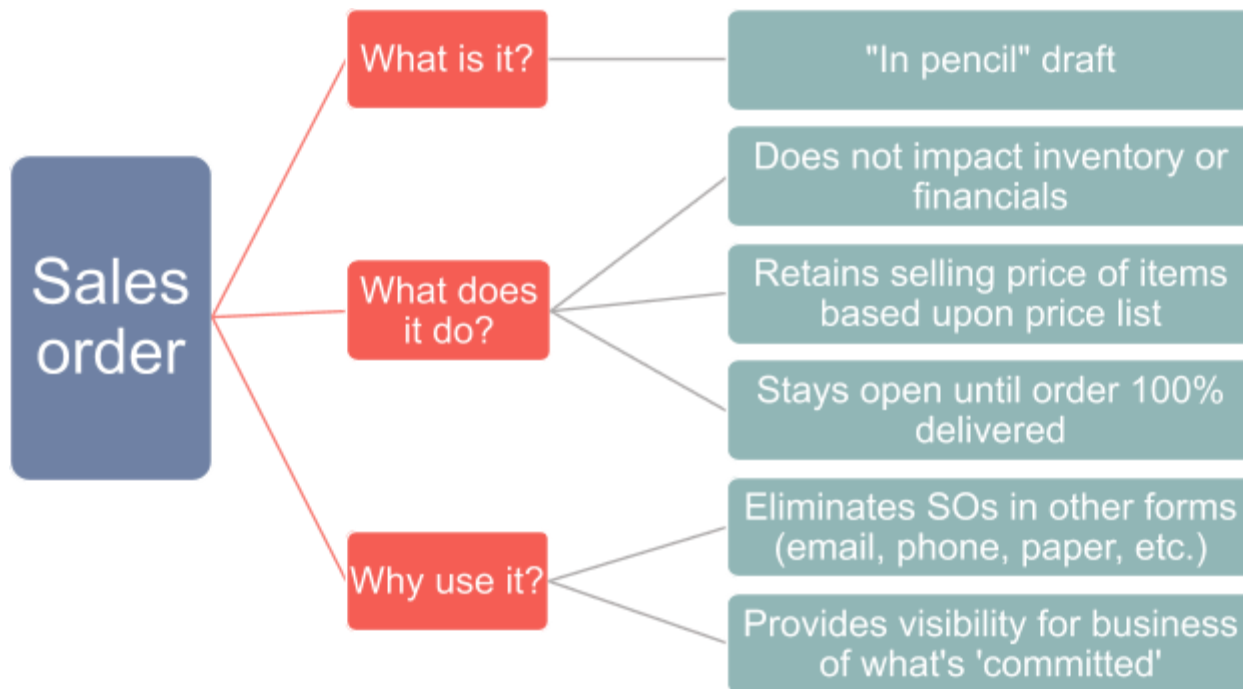 Sales
order
What is it?
"In pencil" draft
What does
it do?
Does not impact inventory or
financials
Retains selling price of items
based upon price list
Stays open until order 100%
delivered
Why use it?
Eliminates SOs in other forms
(email, phone, paper, etc.)
Provides visibility for business
of what's 'committed'